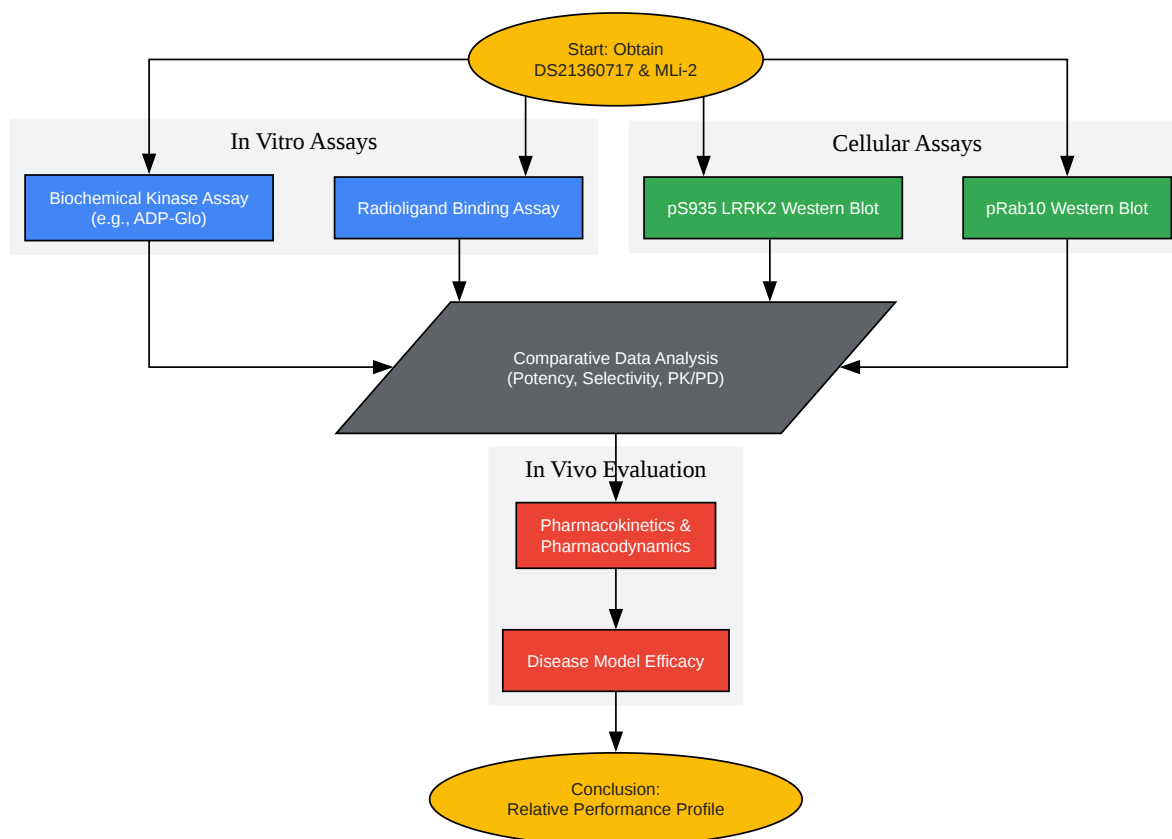 Start: Obtain
DS21360717 & MLi-2
In Vitro Assays
Cellular Assays
Biochemical Kinase Assay
(e.g., ADP-Glo)
Radioligand Binding Assay
pS935 LRRK2 Western Blot
pRab10 Western Blot
Comparative Data Analysis
(Potency, Selectivity, PK/PD)
In Vivo Evaluation
Pharmacokinetics &
Pharmacodynamics
Disease Model Efficacy
Conclusion:
Relative Performance Profile